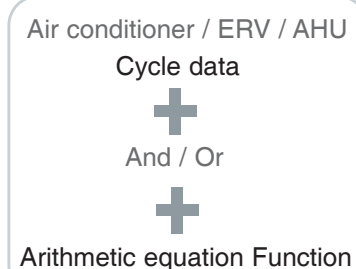 Air conditioner / ERV / AHU
Cycle data
And / Or
Arithmetic equation Function